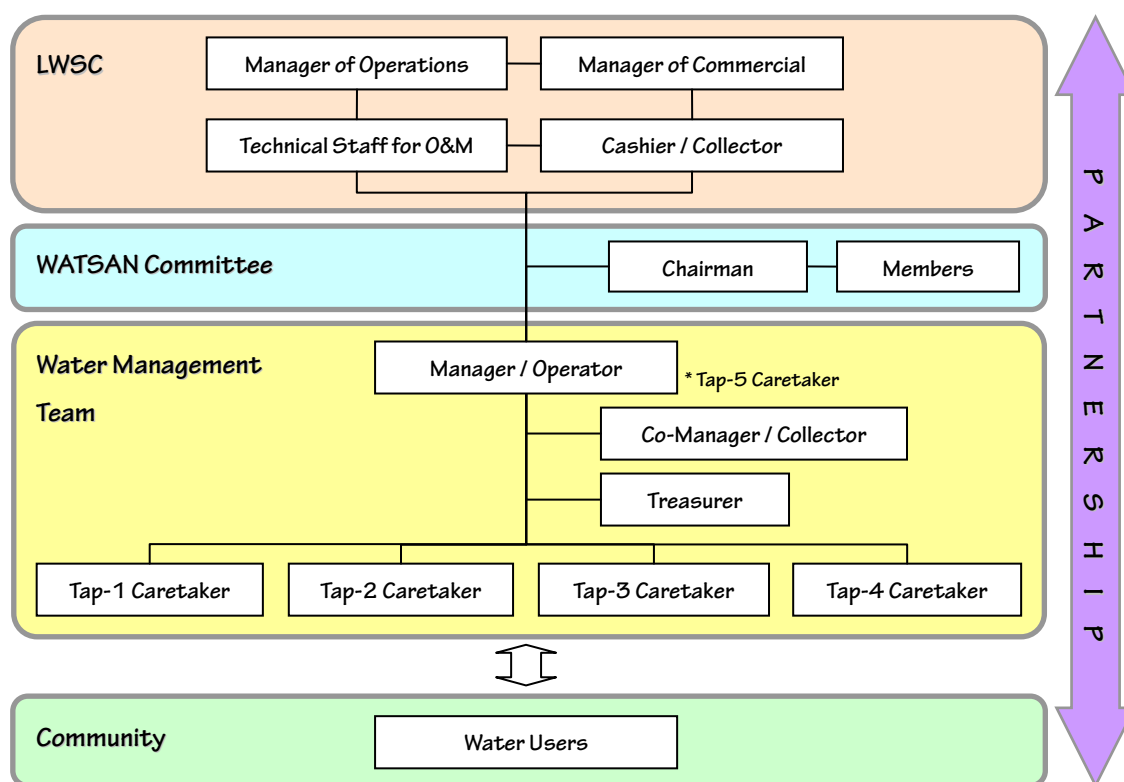 LWSC
Manager of Operations
Manager of Commercial
Technical Staff for O&M
Cashier / Collector
WATSAN Committee
Chairman
Members
Water Management
Team
Manager / Operator
* Tap-5 Caretaker
Co-Manager / Collector
Treasurer
Tap-1 Caretaker
Tap-2 Caretaker
Tap-3 Caretaker
Tap-4 Caretaker
Community
Water Users
PARTNERSHIP